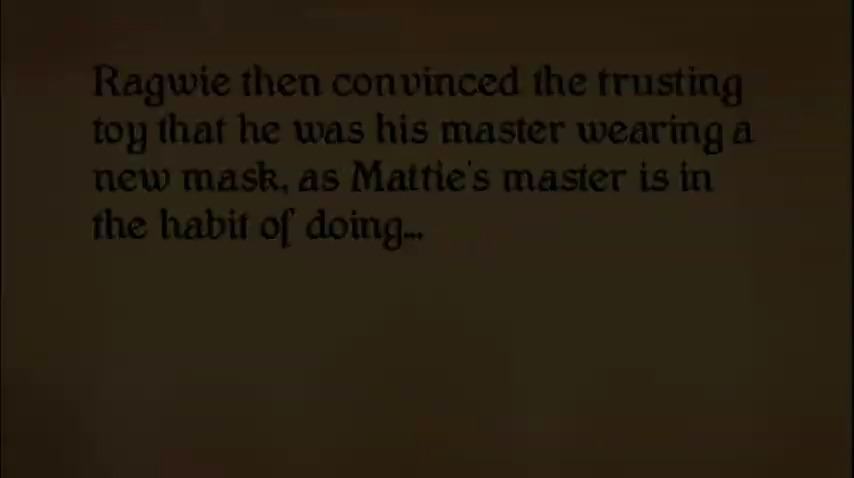 Ragwie then convinced the trusting
toy that he was his master wearing a
new mask, as Mattie's master is in
the habit of doing...